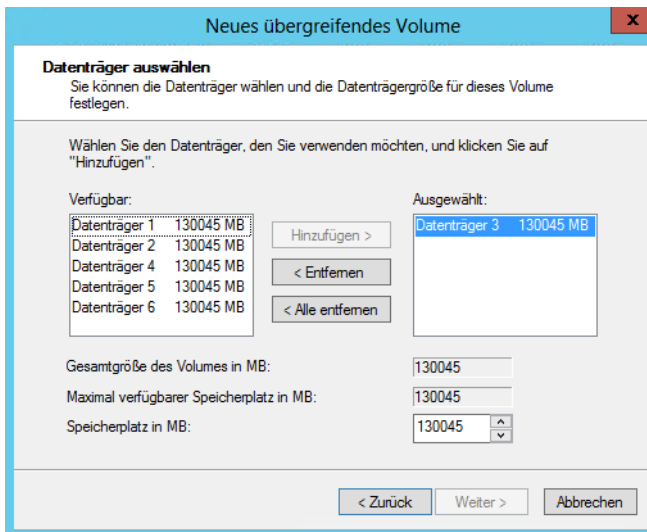 Neues übergreifendes Volume
x
Datenträger auswählen
Sie können die Datenträger wählen und die Datenträgergröße für dieses Volume
festlegen.
Wählen Sie den Datenträger, den Sie verwenden möchten, und klicken Sie auf
"Hinzufügen".
Verfügbar:
Ausgewählt:
Datenträger 1 130045 MB
Datenträger 2 130045 MB
Datenträger 4 130045 MB
Datenträger 5 130045 MB
Datenträger 6 130045 MB
Hinzufügen >
< Entfernen
< Alle entfernen
Datenträger 3 130045 MB
Gesamtgröße des Volumes in MB: 130045
Maximal verfügbarer Speicherplatz in MB: 130045
Speicherplatz in MB: 130045
< Zurück Weiter > Abbrechen